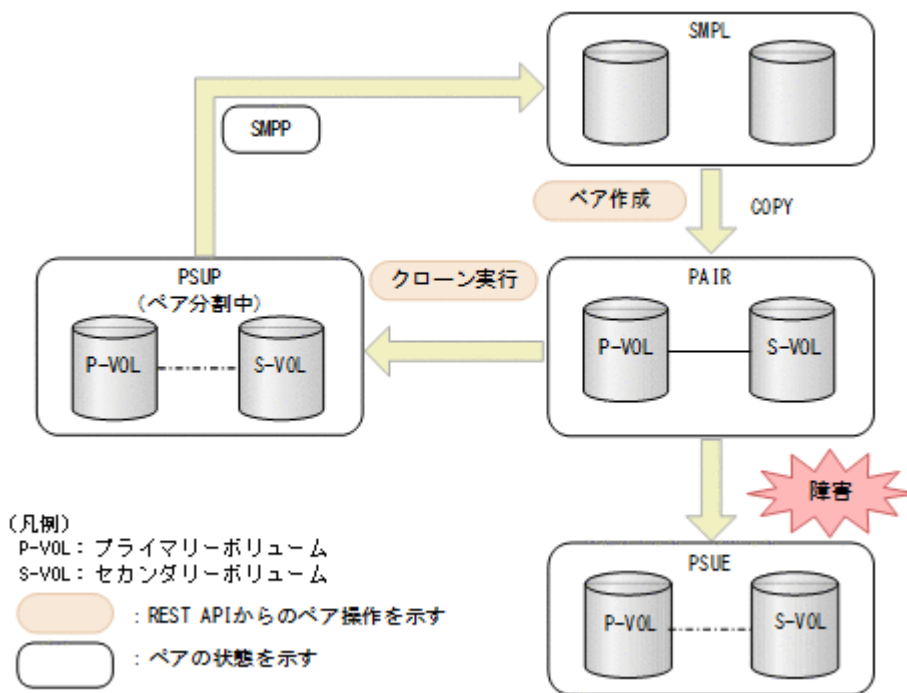 SMPL
SMPP
ペア作成
COPY
PSUP
(ペア分割中)
P-VOL
S-VOL
クローン実行
PAIR
P-VOL
S-VOL
障害
PSUE
P-VOL
S-VOL
(凡例)
P-VOL：プライマリーボリューム
S-VOL：セカンダリーボリューム
：REST APIからのペア操作を示す
：ペアの状態を示す